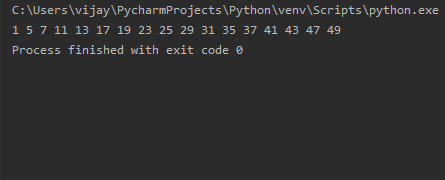 C:\Users\vijay\PycharmProjects\Python\venv\Scripts\python.exe
1 5 7 11 13 17 19 23 25 29 31 35 37 41 43 47 49
Process finished with exit code 0